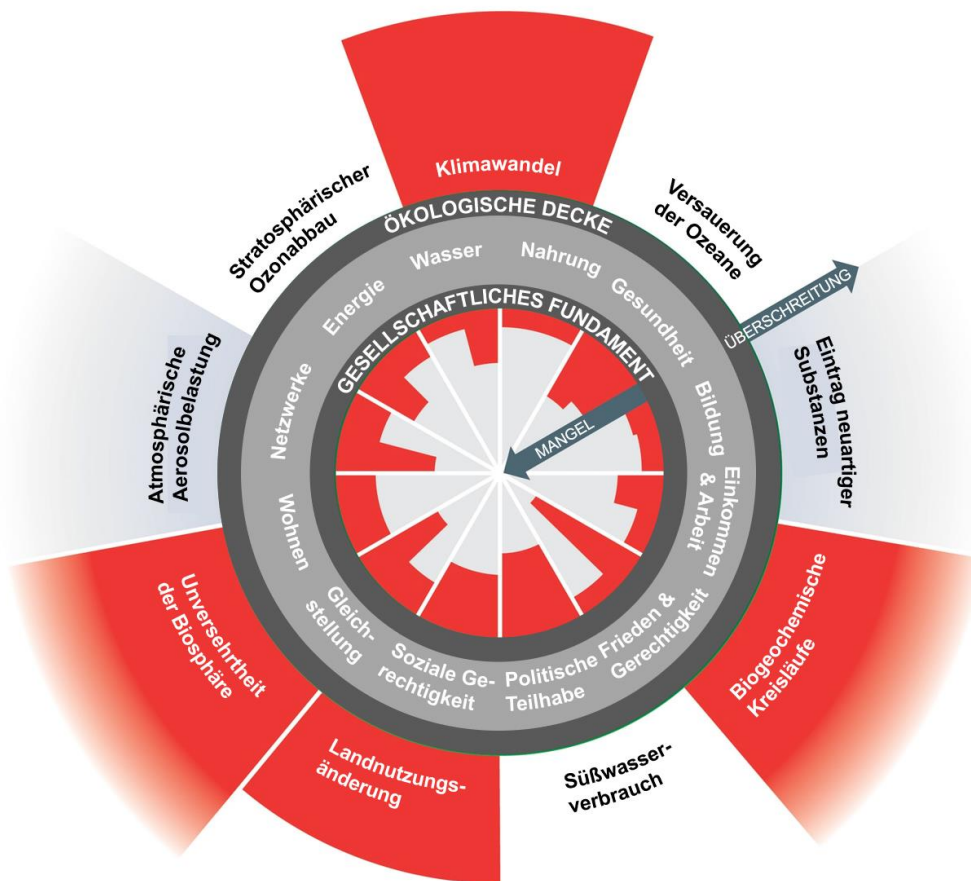 Klimawandel
Versauerung
der Ozeane
ÜBERSCHREITUNG
Eintrag neuartiger
Substanzen
Biogeochemische
Kreisläufe
Süßwasser-
verbrauch
Landnutzungs-
änderung
Unversehrtheit
der Biosphäre
Atmosphärische
Aerosolbelastung
Stratosphärischer
Ozonabbau
ÖKOLOGISCHE DECKE
Wasser
Nahrung
Gesundheit
Bildung
Einkommen
& Arbeit
Frieden &
Gerechtigkeit
Politische
Teilhabe
Soziale Ge-
rechtigkeit
Gleich-
stellung
Wohnen
Netzwerke
Energie
GESELLSCHAFTLICHES FUNDAMENT
MANGEL